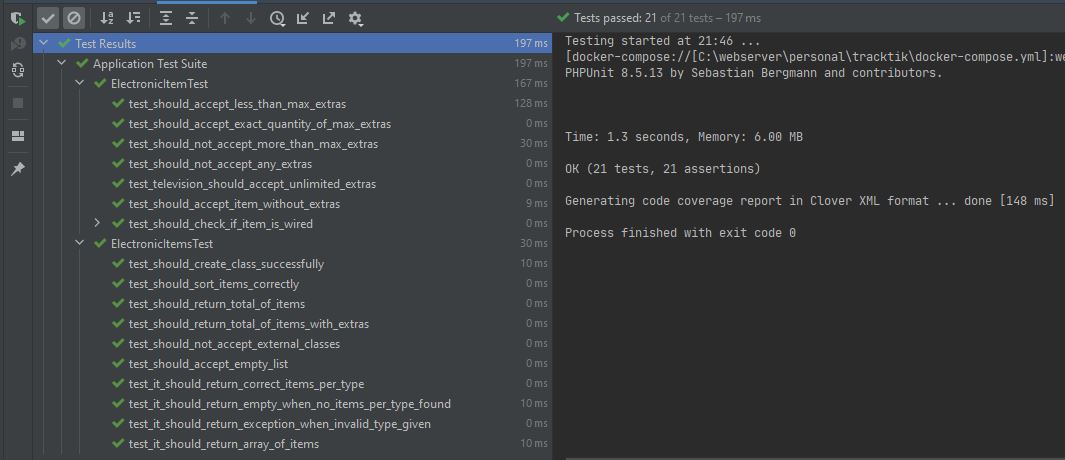 Tests passed: 21 of 21 tests – 197 ms
Test Results 197 ms
Application Test Suite 197 ms
ElectronicItemTest 167 ms
test_should_accept_less_than_max_extras 128 ms
test_should_accept_exact_quantity_of_max_extras 0 ms
test_should_not_accept_more_than_max_extras 30 ms
test_should_not_accept_any_extras 0 ms
test_television_should_accept_unlimited_extras 0 ms
test_should_accept_item_without_extras 9 ms
test_should_check_if_item_is_wired 0 ms
ElectronicItemsTest 30 ms
test_should_create_class_successfully 10 ms
test_should_sort_items_correctly 0 ms
test_should_return_total_of_items 0 ms
test_should_return_total_of_items_with_extras 0 ms
test_should_not_accept_external_classes 0 ms
test_should_accept_empty_list 0 ms
test_it_should_return_correct_items_per_type 0 ms
test_it_should_return_empty_when_no_items_per_type_found 10 ms
test_it_should_return_exception_when_invalid_type_given 0 ms
test_it_should_return_array_of_items 10 ms
Testing started at 21:46 ...
[docker-compose://[C:\webserver\personal\tracktik\docker-compose.yml]:we
PHPUnit 8.5.13 by Sebastian Bergmann and contributors.
Time: 1.3 seconds, Memory: 6.00 MB
OK (21 tests, 21 assertions)
Generating code coverage report in Clover XML format ... done [148 ms]
Process finished with exit code 0